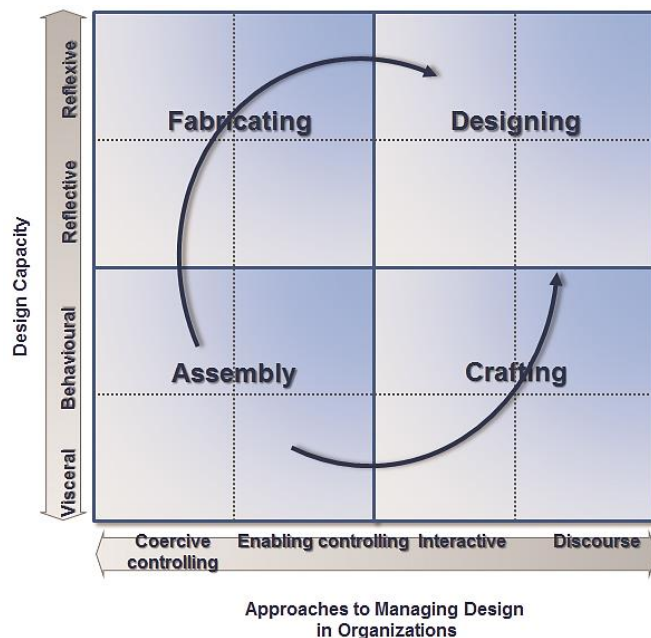 Design Capacity
Reflexive
Reflective
Behavioural
Visceral
Fabricating
Designing
Assembly
Crafting
Coercive
controlling
Enabling controlling
Interactive
Discourse
Approaches to Managing Design
in Organizations